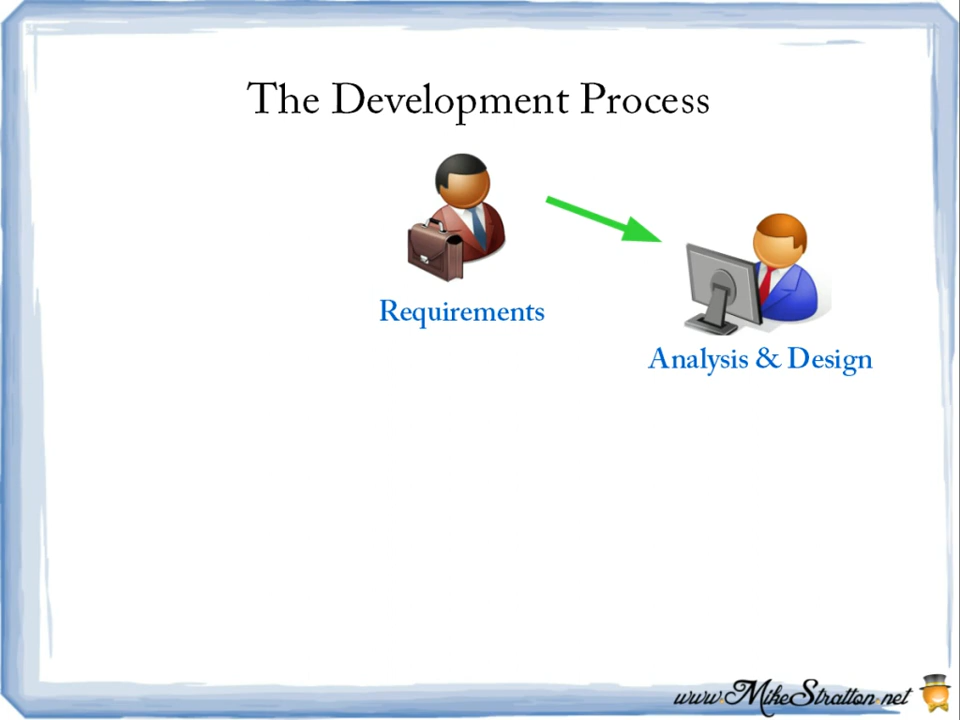 The Development Process
Requirements
Analysis & Design
www.MikeStratton.net